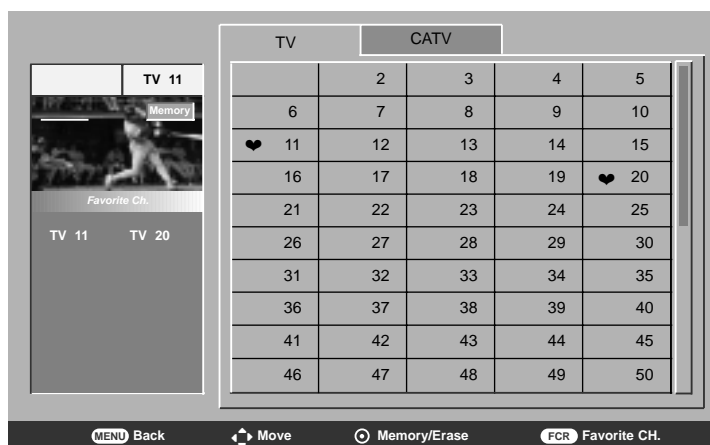 TV CATV
TV 11
Memory
Favorite Ch.
TV 11 TV 20
2 3 4 5
6 7 8 9 10
11 12 13 14 15
16 17 18 19 20
21 22 23 24 25
26 27 28 29 30
31 32 33 34 35
36 37 38 39 40
41 42 43 44 45
46 47 48 49 50
MENU Back Move Memory/Erase FCR Favorite CH.